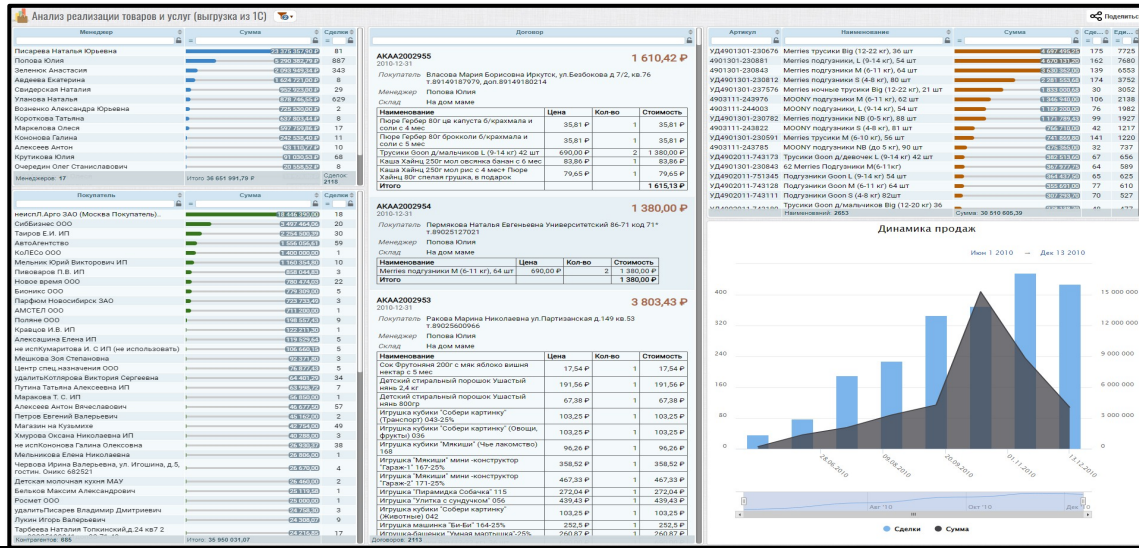 Анализ реализации товаров и услуг (выгрузка из 1С)
Поделиться
Менеджер Сумма Сделок
Писарева Наталья Юрьевна 23 375 357,00 ₽ 81
Попова Юлия 5 290 382,79 ₽ 887
Зеленюк Анастасия 343
Авдеева Екатерина 8
Свидерская Наталия 29
Уланова Наталья 629
Возненко Александра Юрьевна 2
Короткова Татьяна 8
Маркелова Олеся 17
Кононова Галина 11
Алексеев Антон 10
Крутикова Юлия 68
Очередин Олег Станиславович 8
Менеджеров: 17 Итого 36 651 991,79 ₽ Сделок 2118
Покупатель Сумма Сделок
неиспЛ.Арго ЗАО (Москва Покупатель).. 18
СибБизнес ООО 20
Тезиров Е.И. ИП 30
АвтоАгентство 59
КоЛЕСо ООО 1
Мельник Юрий Викторович ИП 10
Пивоваров П.В. ИП 3
Новое время ООО 22
Бионикс ООО 5
Парфюм Новосибирск ЗАО 3
АМСТЕЛ ООО 1
Поляне ООО 9
Кравцов И.В. ИП 1
Алексашина Елена ИП 5
не испКумаритова И. С ИП (не использовать) 5
Мешкова Зоя Степановна 3
Центр спец.назначения ООО 5
удалитьКотлярова Виктория Сергеевна 34
Путина Татьяна Алексеевна ИП 7
Маракова Т. С. ИП 1
Алексеев Антон Вячеславович 57
Петров Евгений Валерьевич 2
Магазин на Кузьмихе 49
Хмурова Оксана Николаевна ИП 3
не испКононова Галина Олексовна 38
Мельникова Елена Николаевна 1
Червова Ирина Валерьевна, ул. Игошина, д.5,
гостин. Оникс 682521 4
Детская молочная кухня МАУ 2
Бельков Максим Александрович 1
Росмет ООО 1
удалитьПисарев Владимир Дмитриевич 3
Лукин Игорь Валерьевич 9
Тарбеева Наталия Топкинский,д.24 кв7 2 17
Контрагентов: 685 Итого: 35 950 031,07
Договор
АКАА2002955 1 610,42 ₽
2010-12-31
Покупатель Власова Мария Борисовна Иркутск, ул.Безбокова д 7/2, кв.76
т.89149187979, доп.89149180214
Менеджер Попова Юлия
Склад На дом маме
Наименование Цена Кол-во Стоимость
Пюре Гербер 80г цв капуста б/крахмала и
соли с 4 мес 35,81 ₽ 1 35,81 ₽
Пюре Гербер 80г брокколи б/крахмала и
соли с 5 мес 35,81 ₽ 1 35,81 ₽
Трусики Goon д/мальчиков L (9-14 кг) 42 шт 690,00 ₽ 2 1 380,00 ₽
Каша Хайнц 250г мол овсянка банан с 6 мес 83,86 ₽ 1 83,86 ₽
Каша Хайнц 250г мол рис с 4 мес+ Пюре
Хайнц 80г спелая грушка, в подарок 79,65 ₽ 1 79,65 ₽
Итого 1 615,13 ₽
АКАА2002954 1 380,00 ₽
2010-12-31
Покупатель Пермякова Наталья Евгеньевна Университетский 86-71 код 71*
т.89025127021
Менеджер Попова Юлия
Склад На дом маме
Наименование Цена Кол-во Стоимость
Merries подгузники M (6-11 кг), 64 шт 690,00 ₽ 2 1 380,00 ₽
Итого 1 380,00 ₽
АКАА2002953 3 803,43 ₽
2010-12-31
Покупатель Ракова Марина Николаевна ул.Партизанская д.149 кв.53
т.89025600966
Менеджер Попова Юлия
Склад На дом маме
Наименование Цена Кол-во Стоимость
Сок Фрутоняня 200г с мяк яблоко вишня
нектар с 5 мес 17,54 ₽ 1 17,54 ₽
Детский стиральный порошок Ушастый
нянь 2,4 кг 191,56 ₽ 1 191,56 ₽
Детский стиральный порошок Ушастый
нянь 800гр 67,38 ₽ 1 67,38 ₽
Игрушка кубики "Собери картинку"
(Транспорт) 043-25% 103,25 ₽ 1 103,25 ₽
Игрушка кубики "Собери картинку" (Овощи,
фрукты) 036 103,25 ₽ 1 103,25 ₽
Игрушка кубики "Мякиши" (Чье лакомство)
168 96,26 ₽ 1 96,26 ₽
Игрушка "Мякиши" мини -конструктор
"Гараж-1" 167-25% 358,52 ₽ 1 358,52 ₽
Игрушка "Мякиши" мини -конструктор
"Гараж-2" 171-25% 467,33 ₽ 1 467,33 ₽
Игрушка "Пирамидка Собачка" 115 272,04 ₽ 1 272,04 ₽
Игрушка "Улитка с сундучком" 056 439,43 ₽ 1 439,43 ₽
Игрушка кубики "Собери картинку"
(Животные) 042 103,25 ₽ 1 103,25 ₽
Игрушка машинка "Би-Би" 164-25% 252,5 ₽ 1 252,5 ₽
Игрушка-башенки "Умная мартышка"-25% 260,87 ₽ 1 260,87 ₽
Договоров: 2113
Артикул Наименование Сумма Сде... Еди...
УД4901301-230676 Merries трусики Big (12-22 кг), 36 шт 175 7725
4901301-230881 Merries подгузники, L (9-14 кг), 54 шт 162 7680
4901301-230843 Merries подгузники M (6-11 кг), 64 шт 139 6553
УД4901301-230812 Merries подгузники S (4-8 кг), 80 шт 174 3752
УД4901301-237576 Merries ночные трусики Big (12-22 кг), 21 шт 30 3052
4903111-243976 MOONY подгузники M (6-11 кг), 62 шт 106 2138
4903111-244003 MOONY подгузники, L (9-14 кг), 54 шт 76 1982
УД4901301-230782 Merries подгузники NB (0-5 кг), 88 шт 99 1927
4903111-243822 MOONY подгузники S (4-8 кг), 81 шт 42 1217
УД4901301-230591 Merries трусики M (6-10 кг), 56 шт 141 1220
4903111-243785 MOONY подгузники NB (до 5 кг), 90 шт 32 737
УД4902011-743173 Трусики Goon д/девочек L (9-14 кг) 42 шт 67 656
УД4901301-230843 62 Merries Подгузники M(6-11кг) 64 589
УД4902011-751345 Подгузники Goon L (9-14 кг) 54 шт 65 625
УД4902011-743128 Подгузники Goon M (6-11 кг) 64 шт 77 610
УД4902011-743111 Подгузники Goon S (4-8 кг) 82шт 70 527
Трусики Goon д/мальчиков Big (12-20 кг) 36
Наименований: 2653 Сумма: 30 510 686,39
Динамика продаж
Июн 1 2010 → Дек 13 2010
400 15 000 000
320 12 000 000
240 9 000 000
160 6 000 000
80 3 000 000
0 0
28.06.2010 09.08.2010 20.09.2010 01.11.2010 13.12.2010
Авг '10 Окт '10 Дек '10
Сделки Сумма